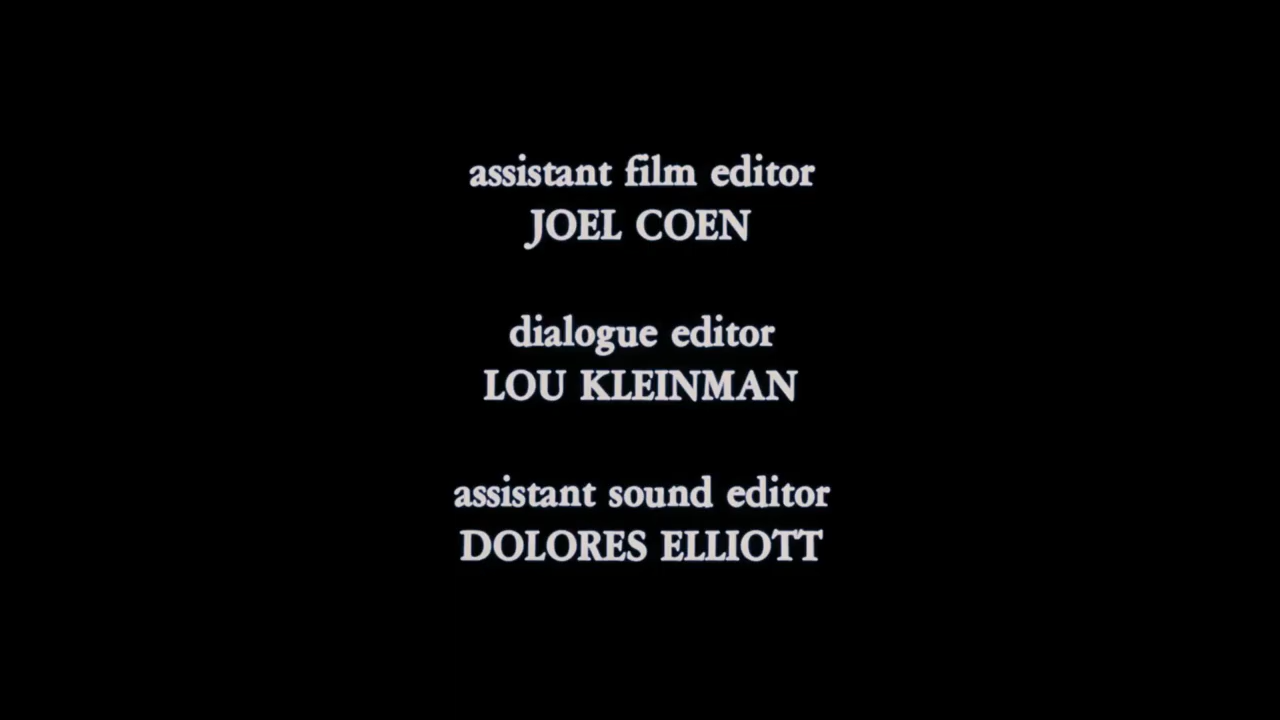 assistant film editor
JOEL COEN
dialogue editor
LOU KLEINMAN
assistant sound editor
DOLORES ELLIOTT